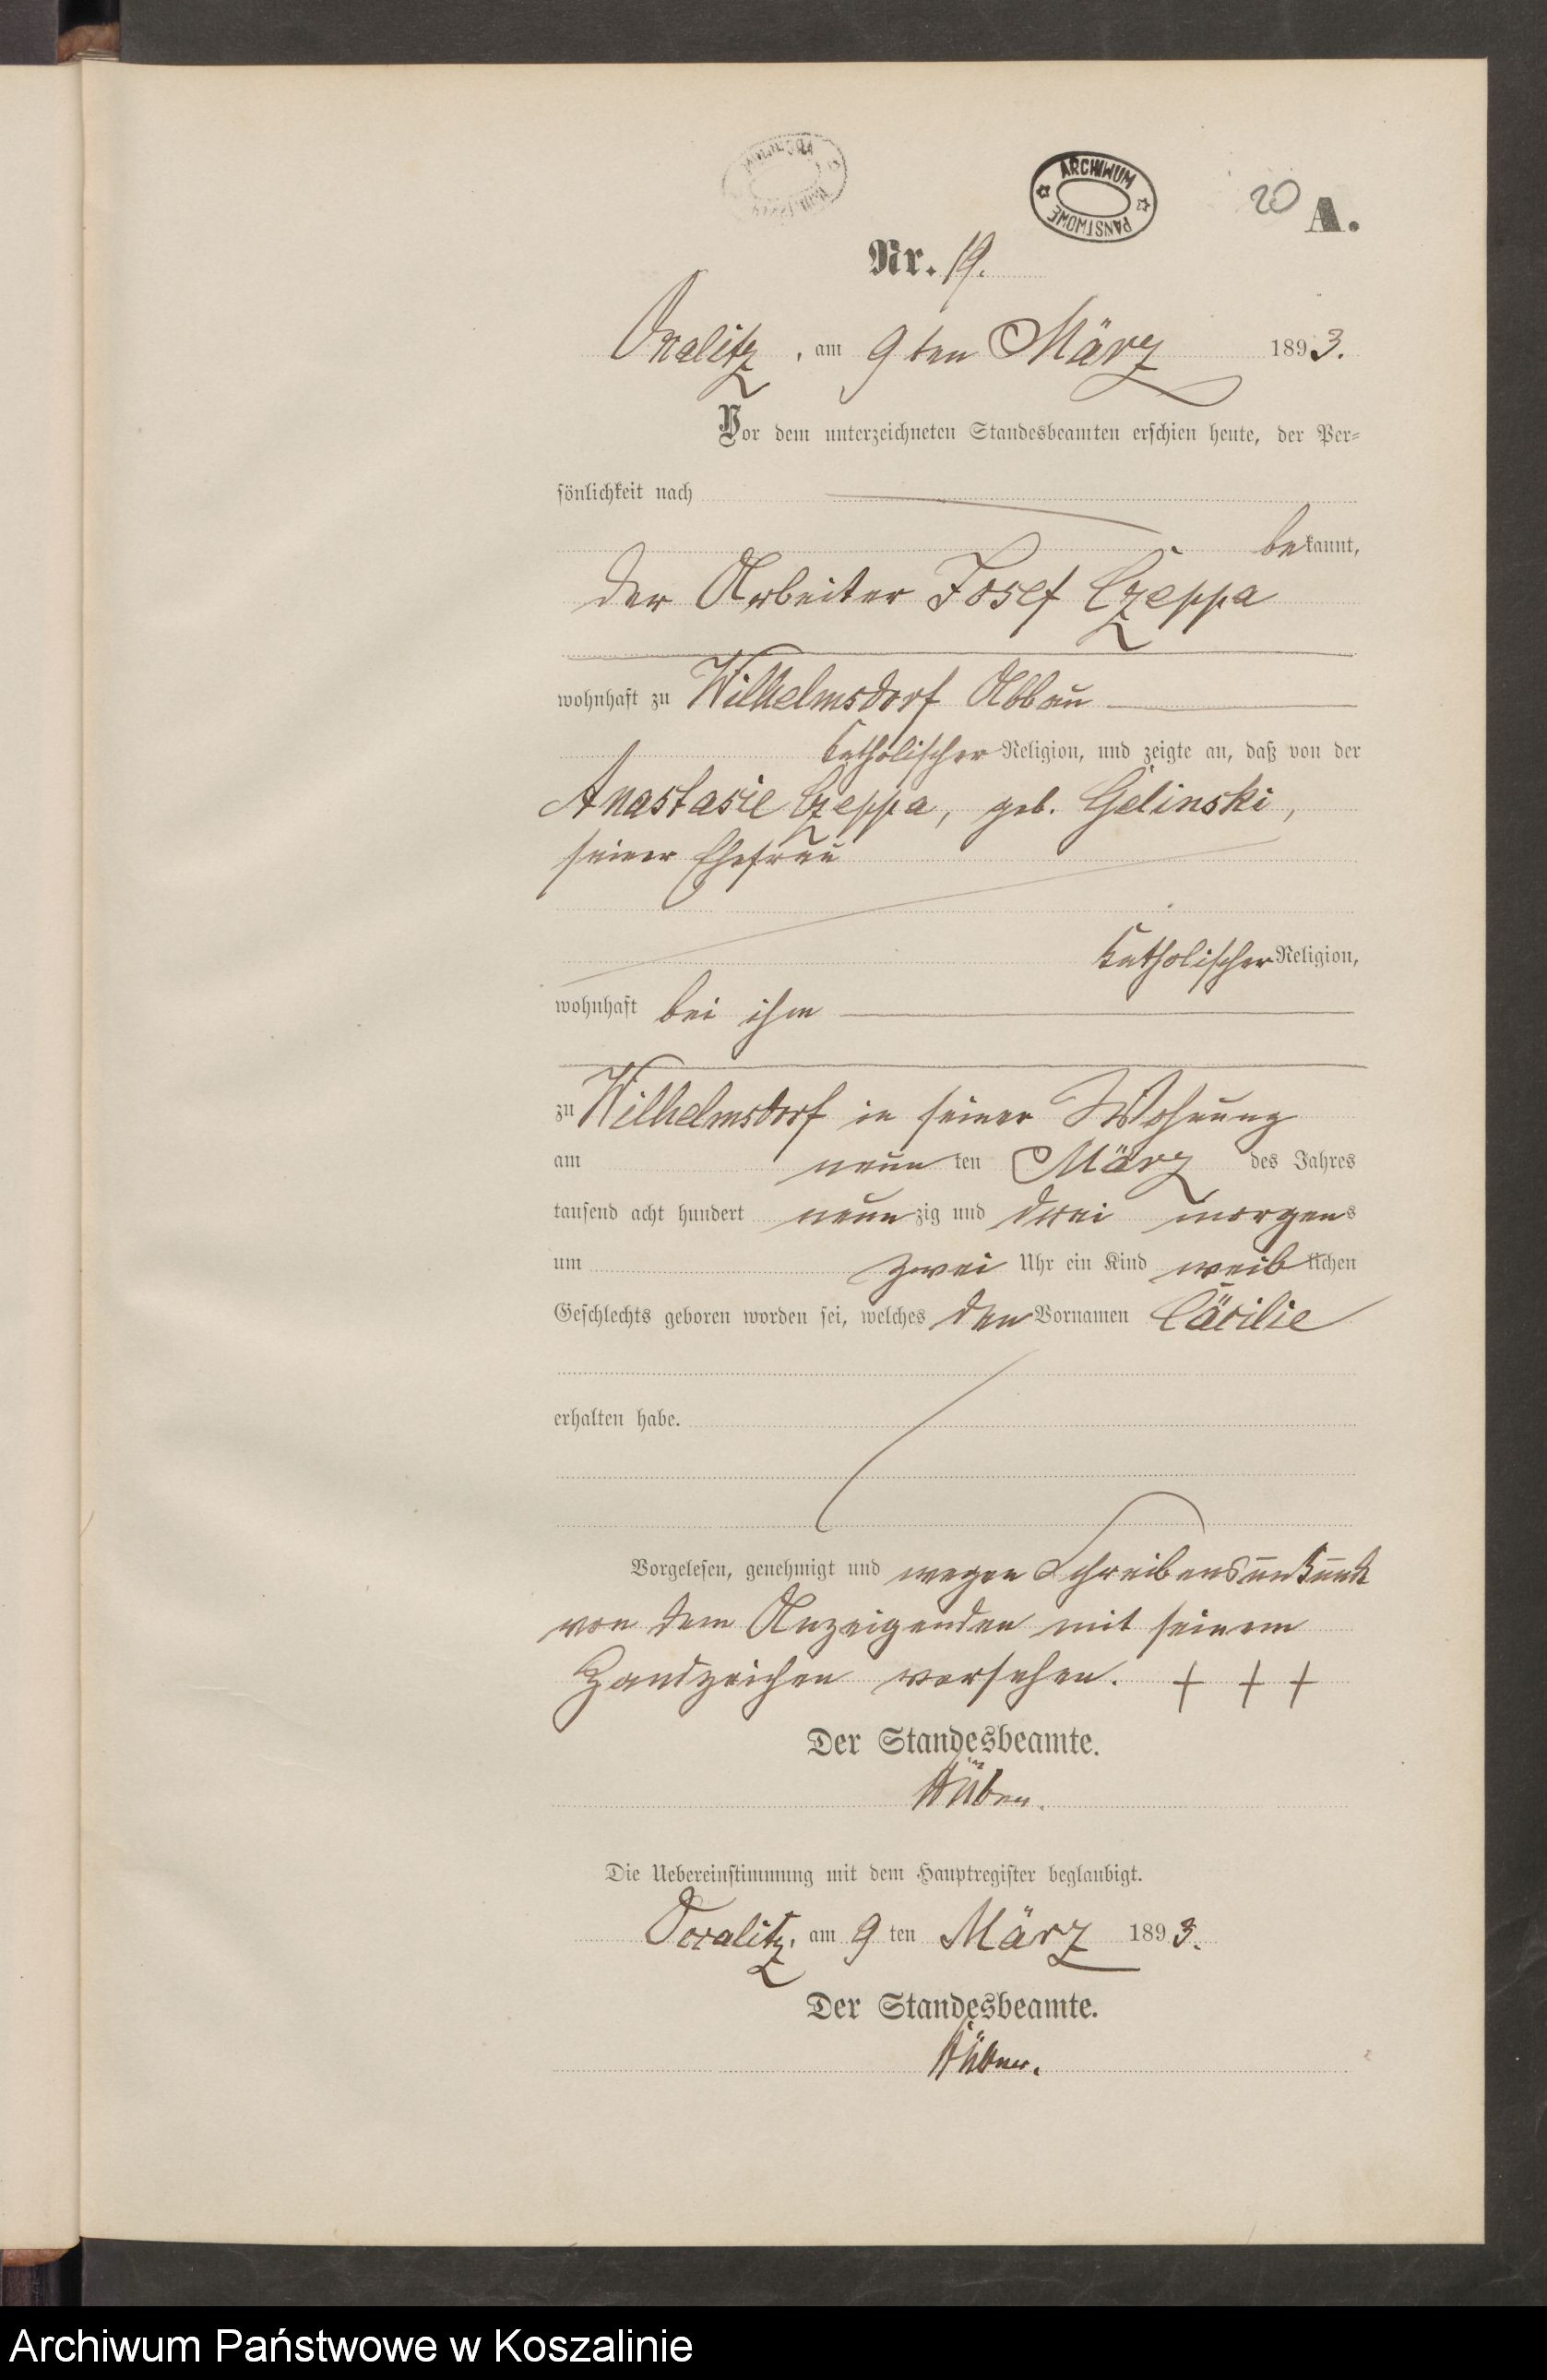 ARCHIWUM PAŃSTWOWE
20
A.
Nr. 19.
am 9ten März 1893.
Vor dem unterzeichneten Standesbeamten erschien heute, der Per=
sönlichkeit nach
bekannt,
der Arbeiter Josef Czeppa
wohnhaft zu Wilhelmsdorf Abbau
katholischer Religion, und zeigte an, daß von der
Anastasie Czeppa, geb. Gelinski,
seiner Ehefrau
katholischer Religion,
wohnhaft bei ihm
zu Wilhelmsdorf in seiner Wohnung
am neunten März des Jahres
tausend acht hundert neunzig und drei morgens
um zwei Uhr ein Kind weiblichen
Geschlechts geboren worden sei, welches den Vornamen Cäcilie
erhalten habe.
Vorgelesen, genehmigt und wegen Schreibensunkunde
von dem Anzeigenden mit seinem
Handzeichen versehen. + + +
Der Standesbeamte.
Die Uebereinstimmung mit dem Hauptregister beglaubigt.
am 9ten März 1893.
Der Standesbeamte.
Archiwum Państwowe w Koszalinie